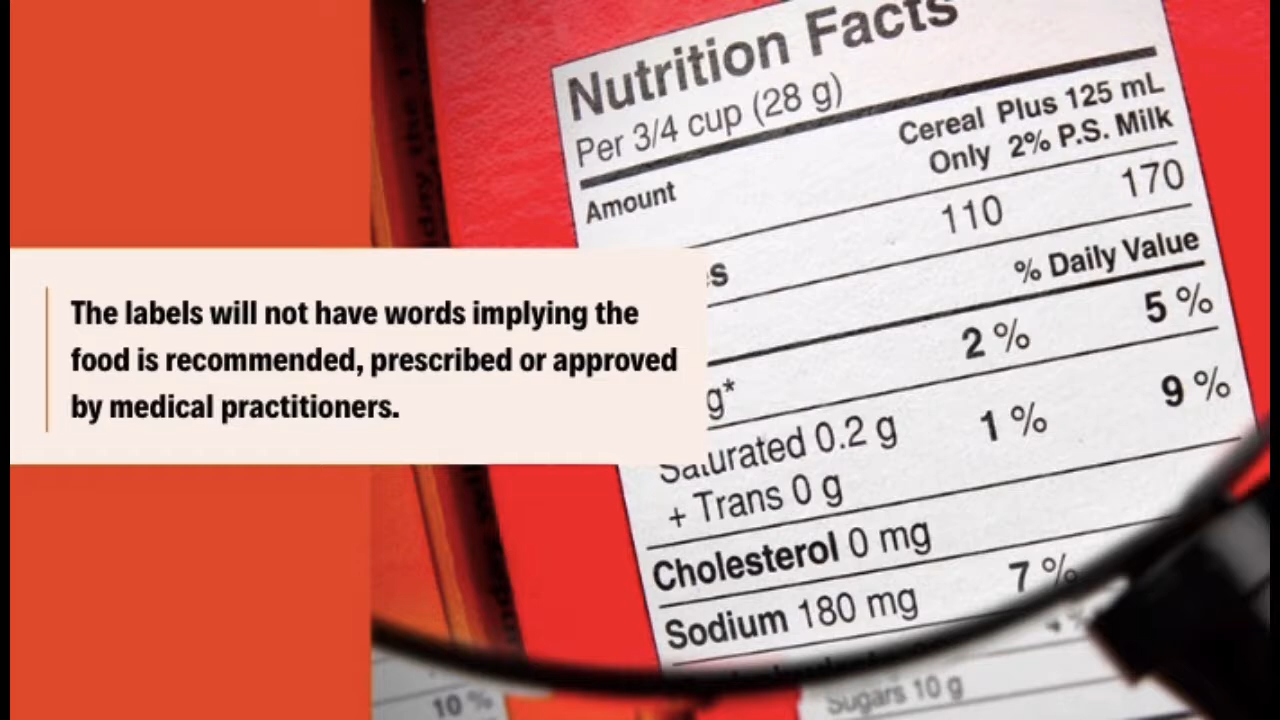 The labels will not have words implying the
food is recommended, prescribed or approved
by medical practitioners.
Nutrition Facts
Per 3/4 cup (28 g)
Cereal Plus 125 mL
Only 2% P.S. Milk
Amount
110 170
% Daily Value
2 % 5 %
g*
Saturated 0.2 g 1 % 9 %
+ Trans 0 g
Cholesterol 0 mg
Sodium 180 mg 7 %
Sugars 10 g
10 %